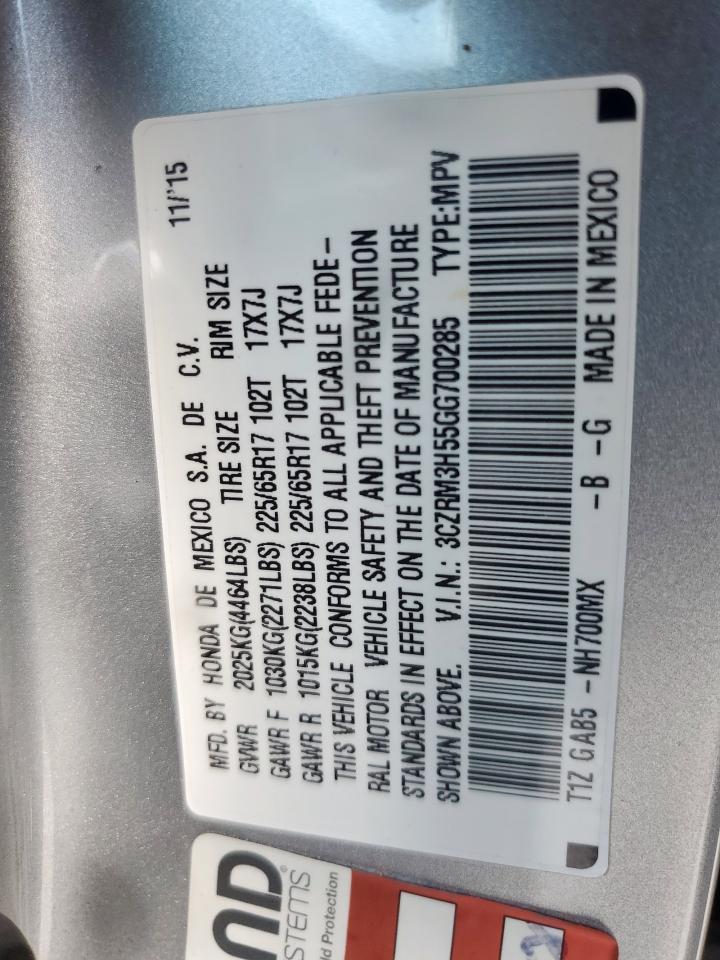 MFD. BY HONDA DE MEXICO S.A. DE C.V. 11/'15
GVWR 2025KG(4464LBS) TIRE SIZE RIM SIZE
GAWR F 1030KG(2271LBS) 225/65R17 102T 17X7J
GAWR R 1015KG(2238LBS) 225/65R17 102T 17X7J
THIS VEHICLE CONFORMS TO ALL APPLICABLE FEDE-
RAL MOTOR VEHICLE SAFETY AND THEFT PREVENTION
STANDARDS IN EFFECT ON THE DATE OF MANUFACTURE
SHOWN ABOVE. V.I.N.: 3CZRM3H55GG700285 TYPE:MPV
T1Z GAB5 -NH700MX -B -G MADE IN MEXICO